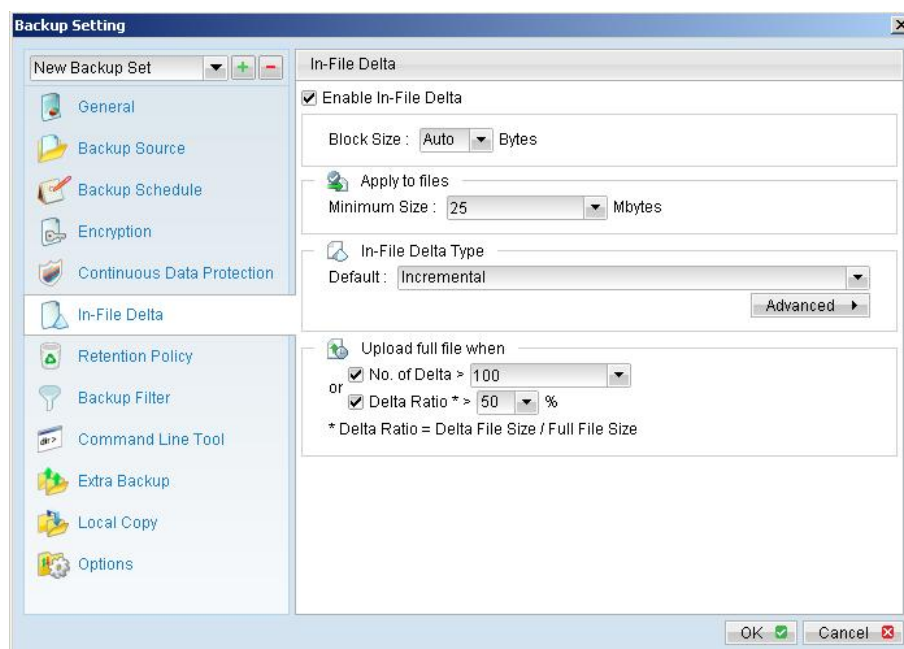 Backup Setting
New Backup Set
General
Backup Source
Backup Schedule
Encryption
Continuous Data Protection
In-File Delta
Retention Policy
Backup Filter
Command Line Tool
Extra Backup
Local Copy
Options
In-File Delta
Enable In-File Delta
Block Size : Auto Bytes
Apply to files
Minimum Size : 25 Mbytes
In-File Delta Type
Default : Incremental
Advanced
Upload full file when
No. of Delta > 100
or
Delta Ratio * > 50 %
* Delta Ratio = Delta File Size / Full File Size
OK Cancel